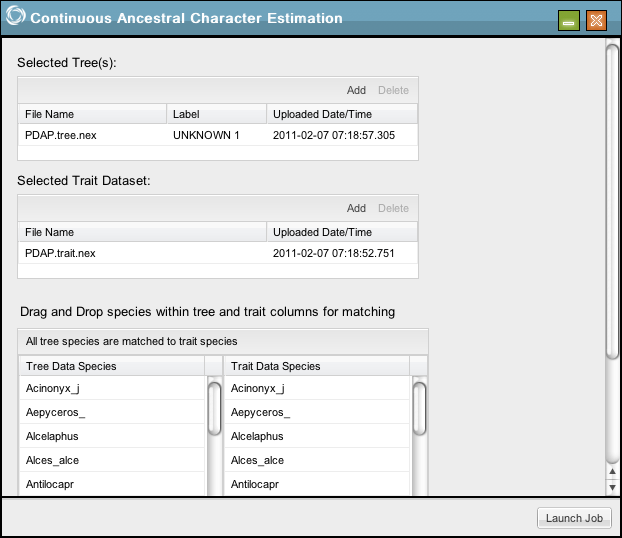 Continuous Ancestral Character Estimation
Selected Tree(s):
Add Delete
File Name Label Uploaded Date/Time
PDAP.tree.nex UNKNOWN 1 2011-02-07 07:18:57.305
Selected Trait Dataset:
Add Delete
File Name Uploaded Date/Time
PDAP.trait.nex 2011-02-07 07:18:52.751
Drag and Drop species within tree and trait columns for matching
All tree species are matched to trait species
Tree Data Species Trait Data Species
Acinonyx_j Acinonyx_j
Aepyceros_ Aepyceros_
Alcelaphus Alcelaphus
Alces_alce Alces_alce
Antilocapr Antilocapr
Launch Job